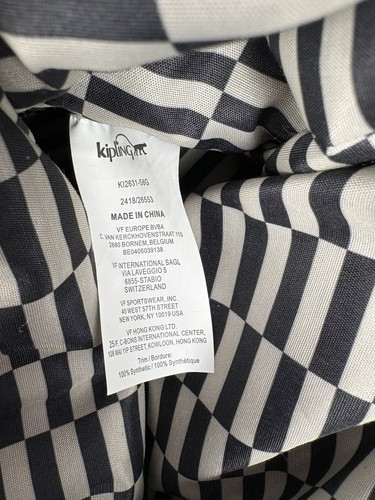 kipling
KI2631-59G
2418/26553
MADE IN CHINA
VF EUROPE BVBA
C. VAN KERCKHOVENSTRAAT 110
2880 BORNEM, BELGIUM
BE0405039138
VF INTERNATIONAL SAGL
VIA LAVEGGIO 5
6855-STABIO
SWITZERLAND
VF SPORTSWEAR, INC.
40 WEST 57TH STREET
NEW YORK, NY 10019 USA
VF HONG KONG LTD.
25/F. C-BONS INTERNATIONAL CENTER,
108 WAI YIP STREET, KOWLOON, HONG KONG
Trim / Bordure:
100% Synthetic / 100% Synthétique